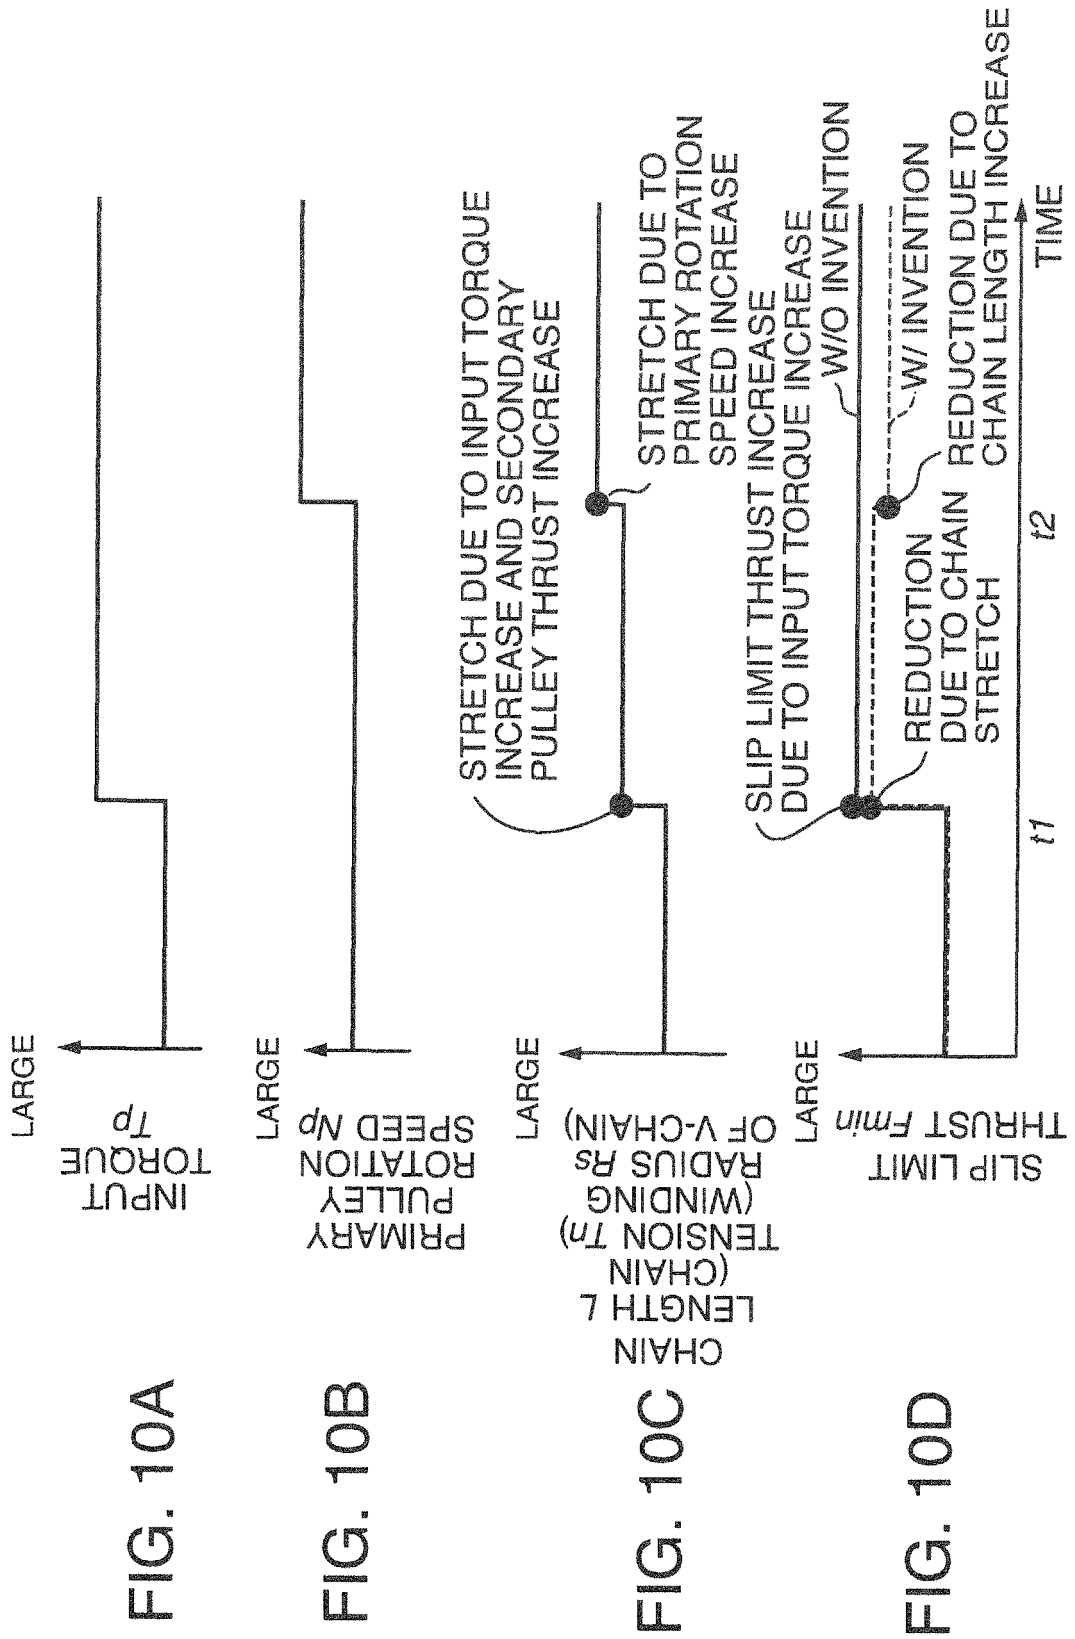 FIG. 10A
INPUT
TORQUE
Tp
LARGE
FIG. 10B
PRIMARY
PULLEY
ROTATION
SPEED Np
LARGE
FIG. 10C
CHAIN
LENGTH L
(CHAIN
TENSION Tn)
(WINDING
RADIUS Rs
OF V-CHAIN)
LARGE
STRETCH DUE TO INPUT TORQUE
INCREASE AND SECONDARY
PULLEY THRUST INCREASE
STRETCH DUE TO
PRIMARY ROTATION
SPEED INCREASE
FIG. 10D
SLIP LIMIT
THRUST Fmin
LARGE
SLIP LIMIT THRUST INCREASE
DUE TO INPUT TORQUE INCREASE
W/O INVENTION
W/ INVENTION
REDUCTION
DUE TO CHAIN
STRETCH
REDUCTION DUE TO
CHAIN LENGTH INCREASE
t1
t2
TIME